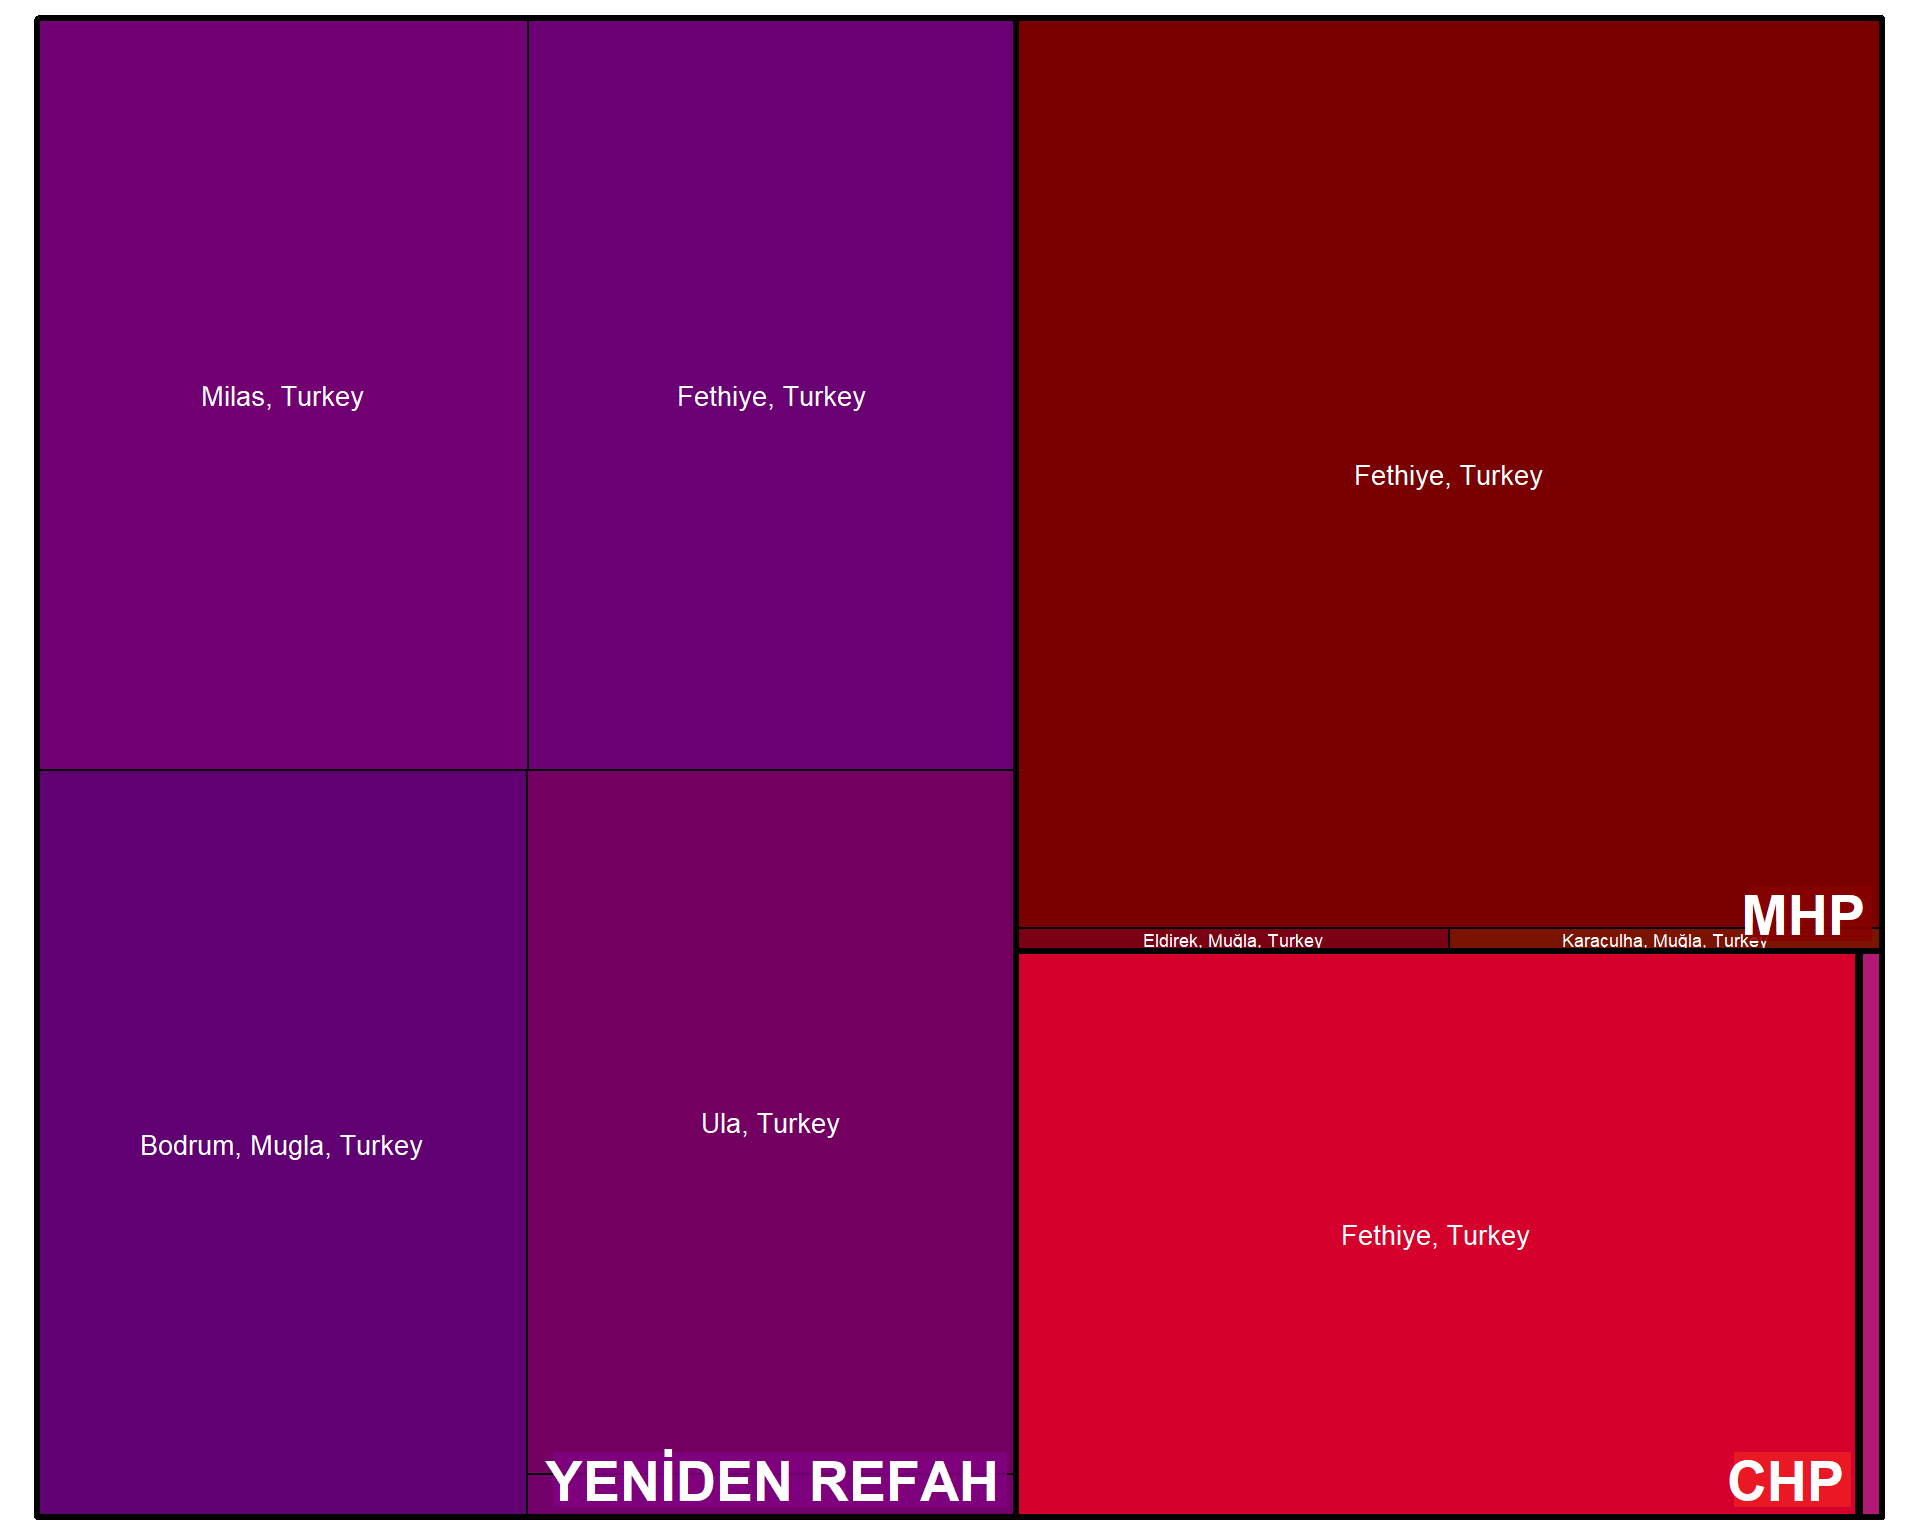 Milas, Turkey
Fethiye, Turkey
Bodrum, Mugla, Turkey
Ula, Turkey
YENİDEN REFAH
Fethiye, Turkey
MHP
Eldirek, Muğla, Turkey
Karaçulha, Muğla, Turkey
Fethiye, Turkey
CHP